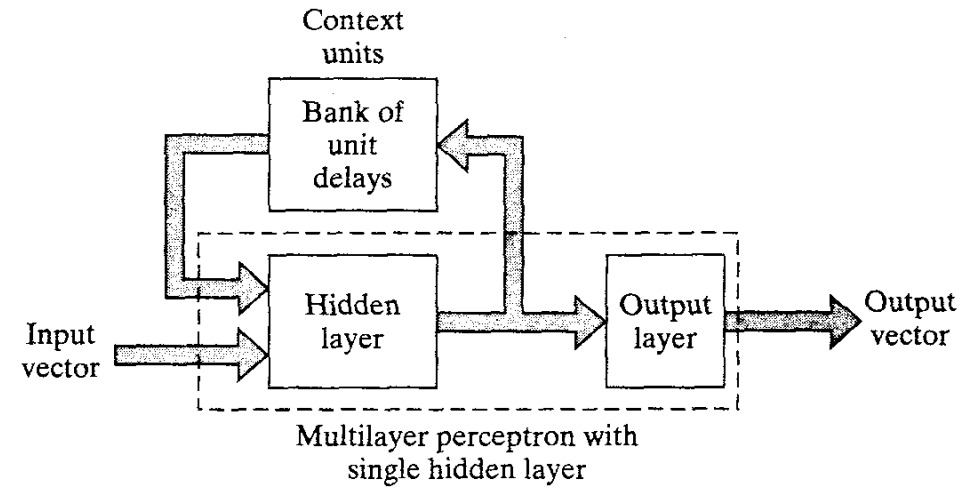 Context
units
Bank of
unit
delays
Input
vector
Hidden
layer
Output
layer
Output
vector
Multilayer perceptron with
single hidden layer